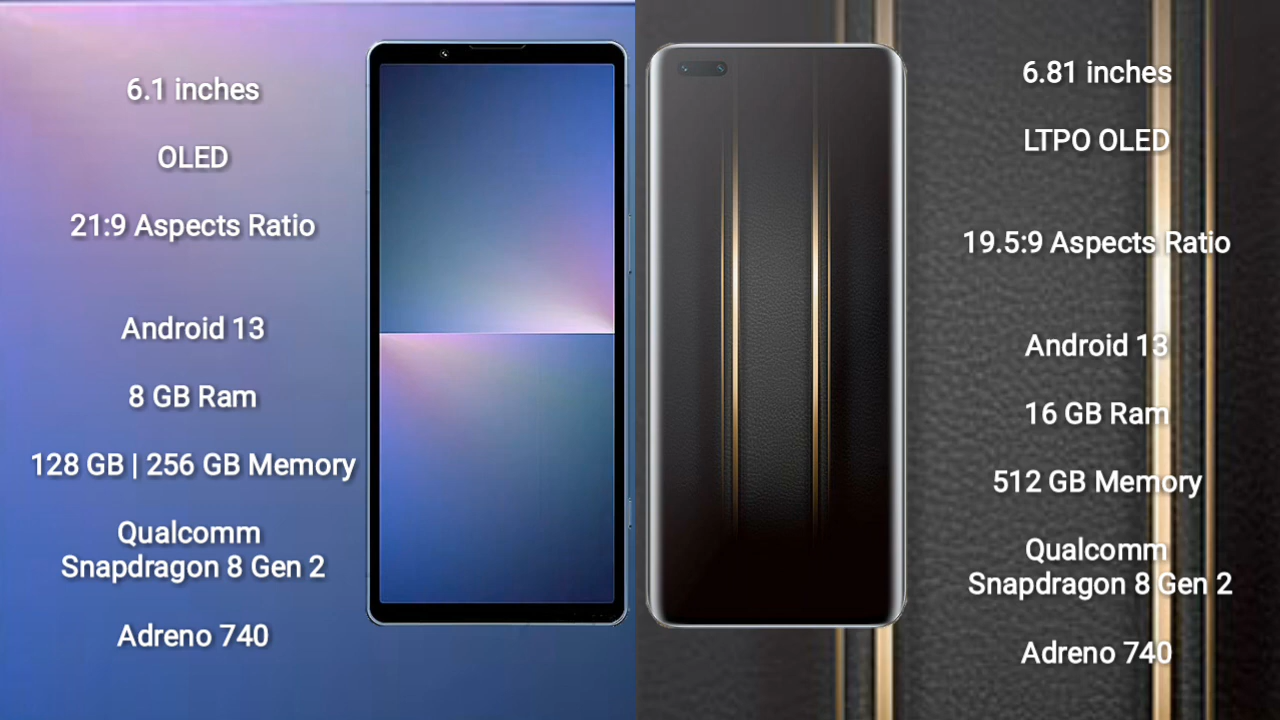 6.1 inches
OLED
21:9 Aspects Ratio
Android 13
8 GB Ram
128 GB | 256 GB Memory
Qualcomm
Snapdragon 8 Gen 2
Adreno 740
6.81 inches
LTPO OLED
19.5:9 Aspects Ratio
Android 13
16 GB Ram
512 GB Memory
Qualcomm
Snapdragon 8 Gen 2
Adreno 740